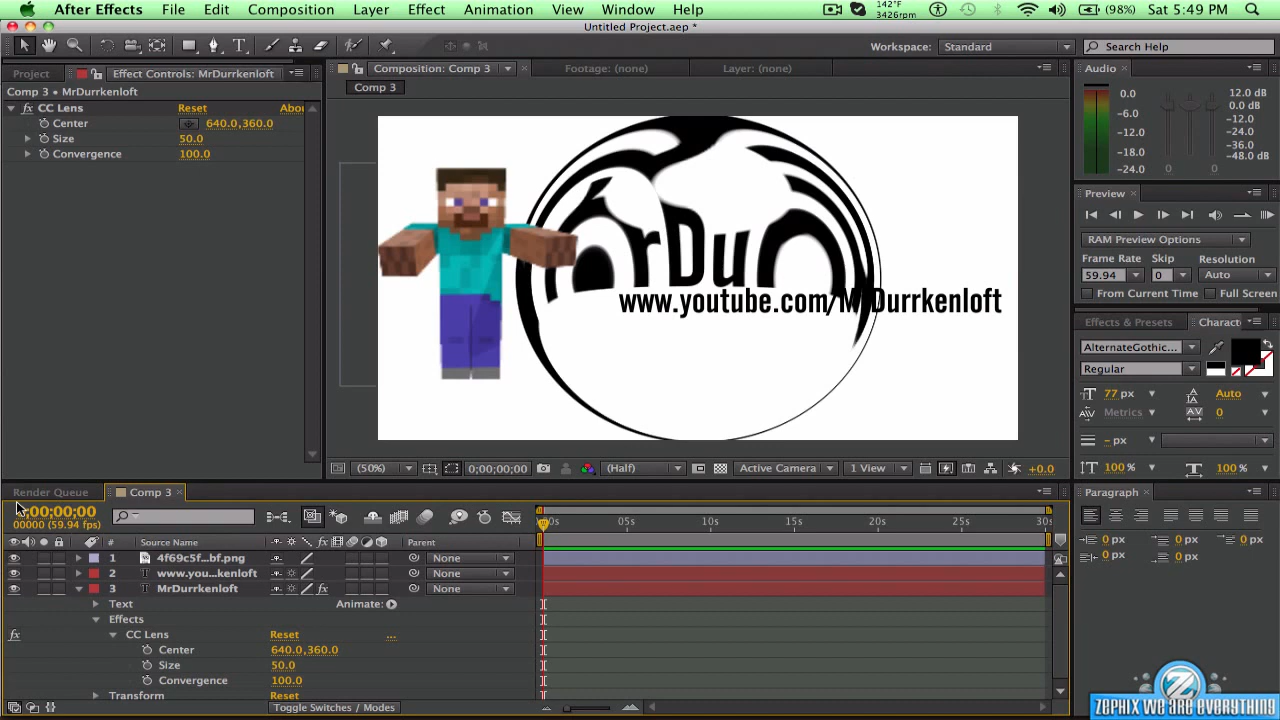 After Effects File Edit Composition Layer Effect Animation View Window Help 142°F 3426rpm (98%) Sat 5:49 PM
Untitled Project.aep *
Workspace: Standard Search Help
Project Effect Controls: MrDurrkenloft Composition: Comp 3 Footage: (none) Layer: (none) Audio
Comp 3 • MrDurrkenloft Comp 3
fx CC Lens Reset Abou
Center 640.0,360.0
Size 50.0
Convergence 100.0
0.0 12.0 dB
-6.0 0.0 dB
-12.0 -12.0
-24.0
-18.0 -36.0
-24.0 -48.0 dB
Preview
RAM Preview Options
Frame Rate Skip Resolution
59.94 0 Auto
From Current Time Full Screen
rDu
www.youtube.com/MrDurrkenloft
Effects & Presets Charact
AlternateGothic...
Regular
77 px Auto
Metrics 0
- px
100 % 100 %
(50%) 0;00;00;00 (Half) Active Camera 1 View +0.0
Render Queue Comp 3 Paragraph
0;00;00;00
00000 (59.94 fps)
00s 05s 10s 15s 20s 25s 30s
# Source Name Parent
1 4f69c5f...bf.png None
2 www.you...kenloft None
3 MrDurrkenloft fx None
Text Animate:
Effects
fx CC Lens Reset ...
Center 640.0,360.0
Size 50.0
Convergence 100.0
Transform Reset
Toggle Switches / Modes
0 px 0 px 0 px
0 px 0 px
Z
ZEPHIX WE ARE EVERYTHING